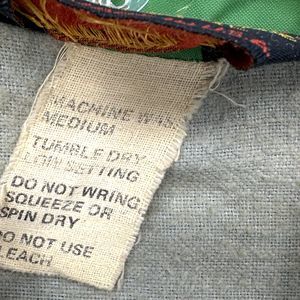 MACHINE WAS
MEDIUM
TUMBLE DRY
LOW SETTING
DO NOT WRING
SQUEEZE OR
SPIN DRY
DO NOT USE
LEACH